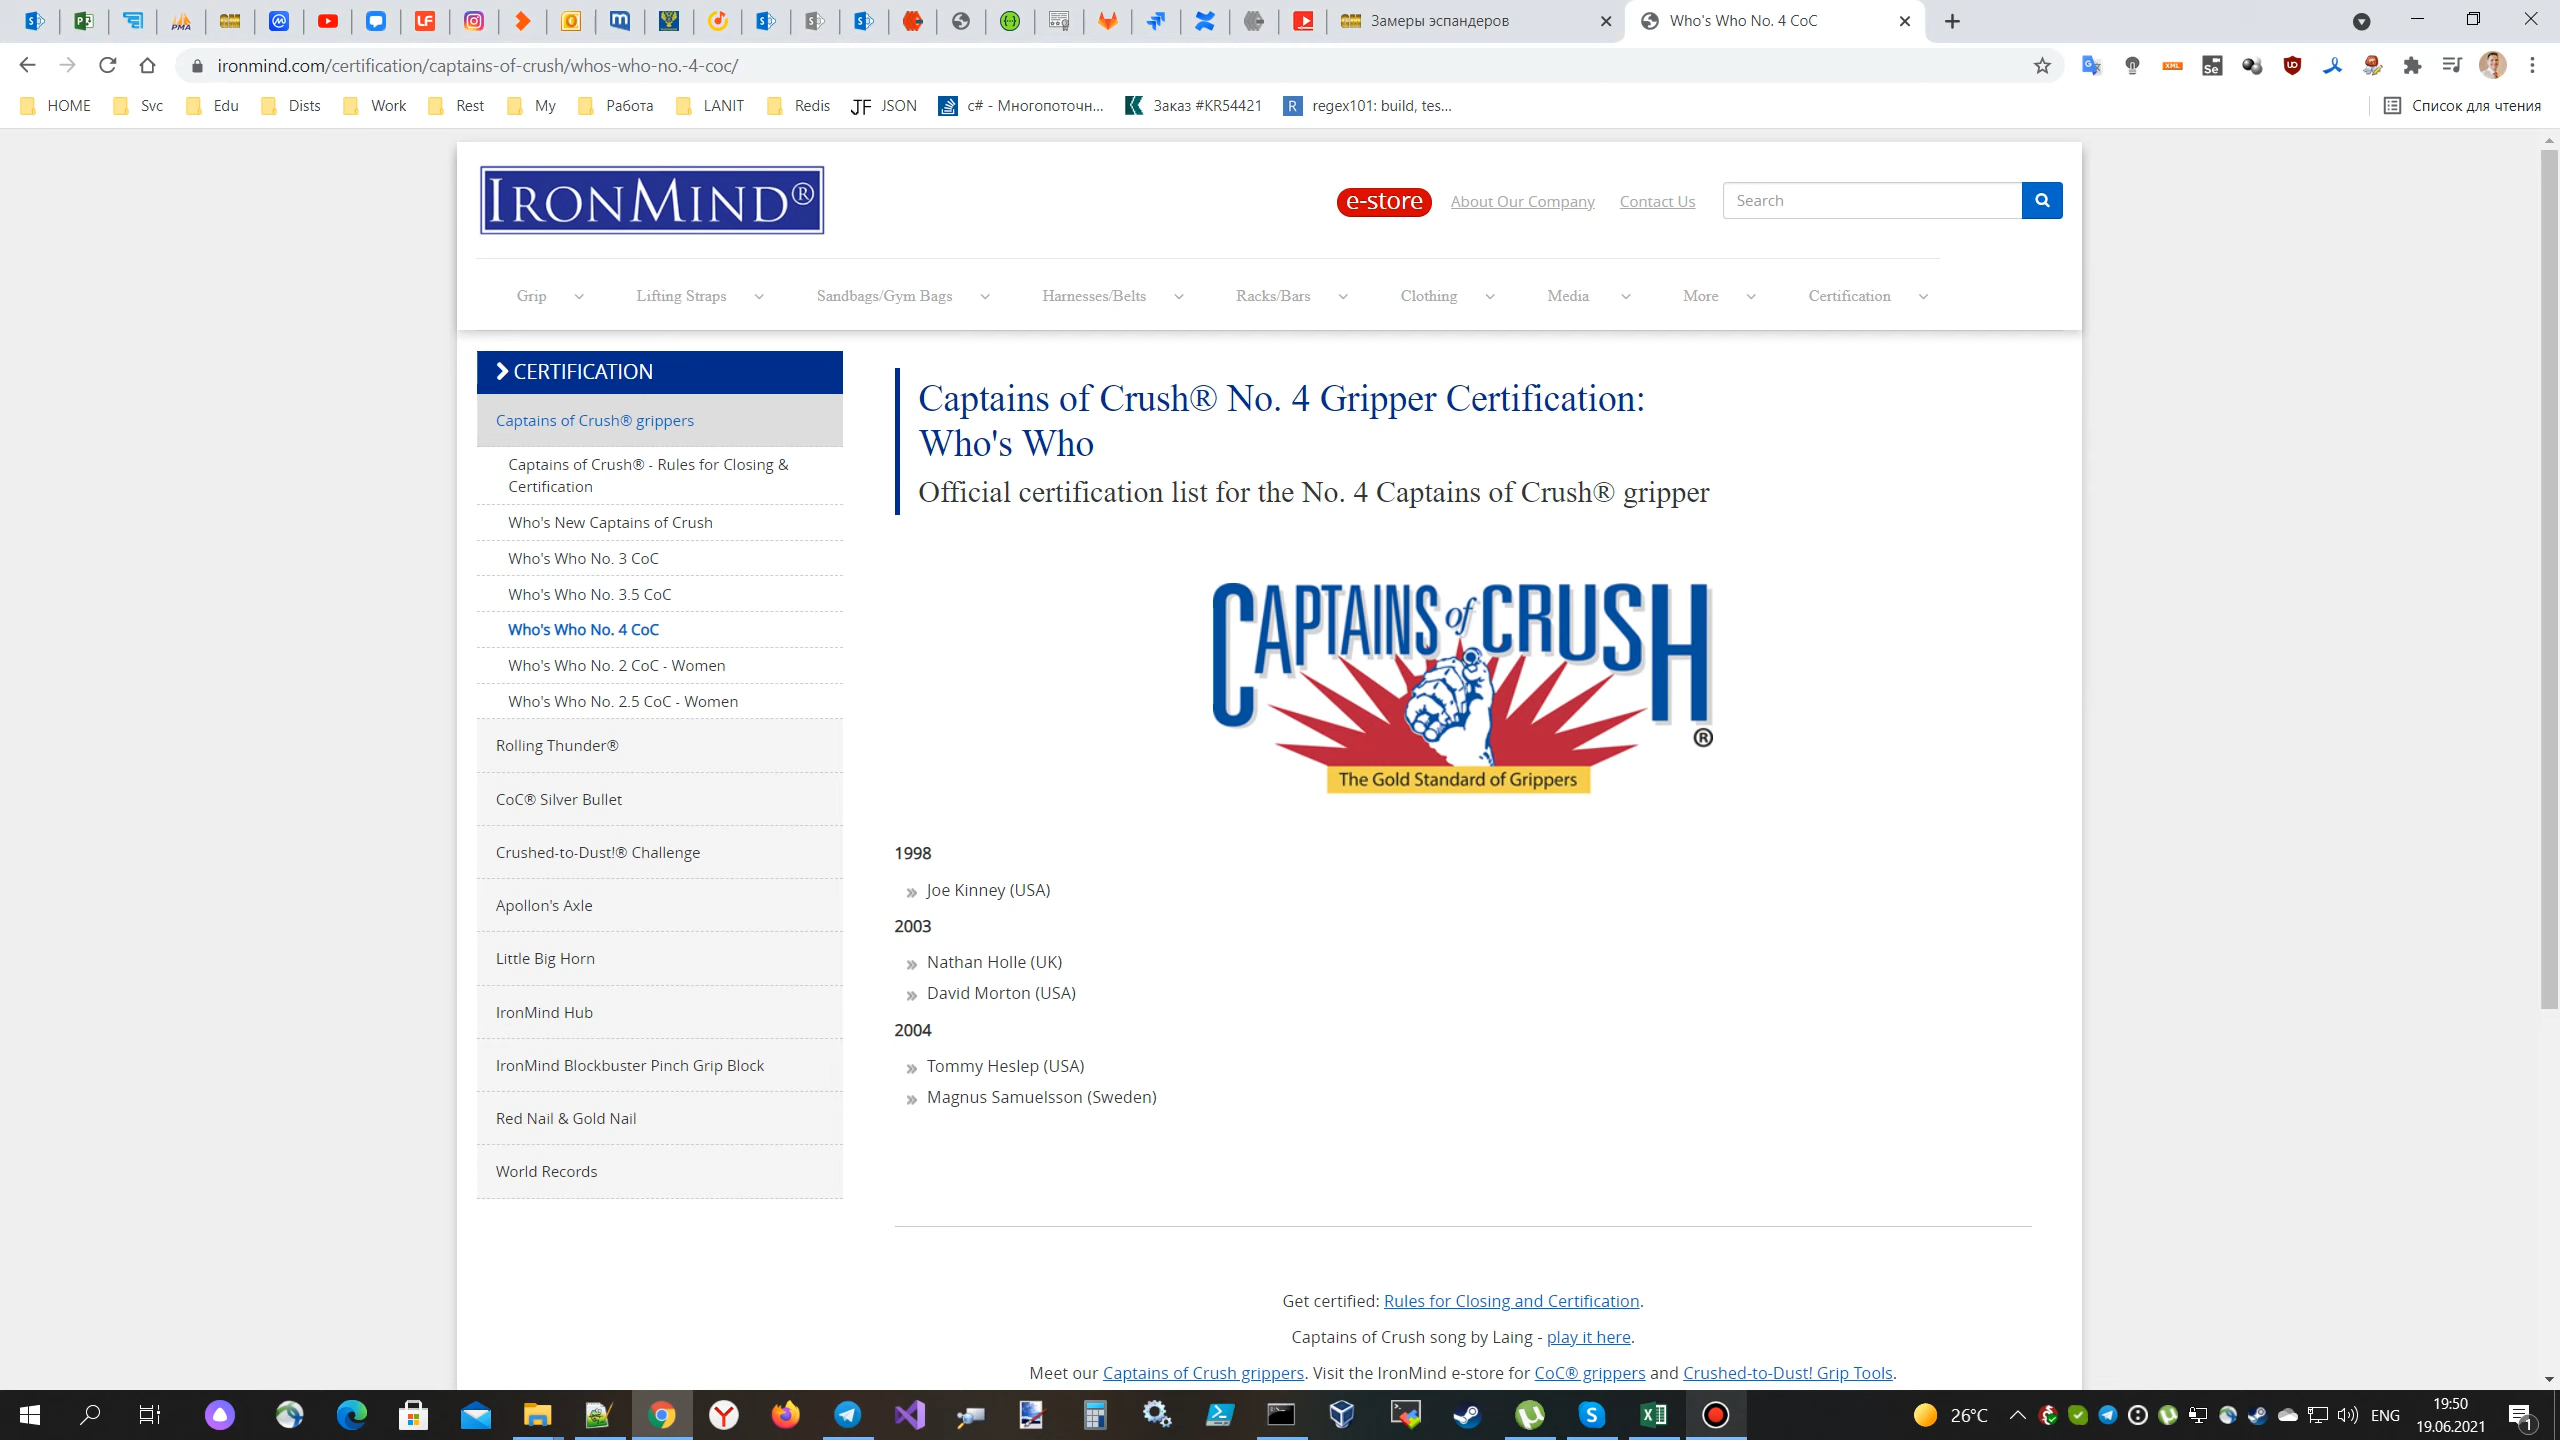 Замеры эспандеров
Who's Who No. 4 CoC
ironmind.com/certification/captains-of-crush/whos-who-no.-4-coc/
HOME
Svc
Edu
Dists
Work
Rest
My
Работа
LANIT
Redis
JSON
c# - Многопоточн...
Заказ #KR54421
regex101: build, tes...
Список для чтения
IRONMIND®
e-store
About Our Company
Contact Us
Search
Grip
Lifting Straps
Sandbags/Gym Bags
Harnesses/Belts
Racks/Bars
Clothing
Media
More
Certification
CERTIFICATION
Captains of Crush® grippers
Captains of Crush® - Rules for Closing &
Certification
Who's New Captains of Crush
Who's Who No. 3 CoC
Who's Who No. 3.5 CoC
Who's Who No. 4 CoC
Who's Who No. 2 CoC - Women
Who's Who No. 2.5 CoC - Women
Rolling Thunder®
CoC® Silver Bullet
Crushed-to-Dust!® Challenge
Apollon's Axle
Little Big Horn
IronMind Hub
IronMind Blockbuster Pinch Grip Block
Red Nail & Gold Nail
World Records
Captains of Crush® No. 4 Gripper Certification:
Who's Who
Official certification list for the No. 4 Captains of Crush® gripper
CAPTAINS of CRUSH
®
The Gold Standard of Grippers
1998
Joe Kinney (USA)
2003
Nathan Holle (UK)
David Morton (USA)
2004
Tommy Heslep (USA)
Magnus Samuelsson (Sweden)
Get certified: Rules for Closing and Certification.
Captains of Crush song by Laing - play it here.
Meet our Captains of Crush grippers. Visit the IronMind e-store for CoC® grippers and Crushed-to-Dust! Grip Tools.
26°C
ENG
19:50
19.06.2021
1